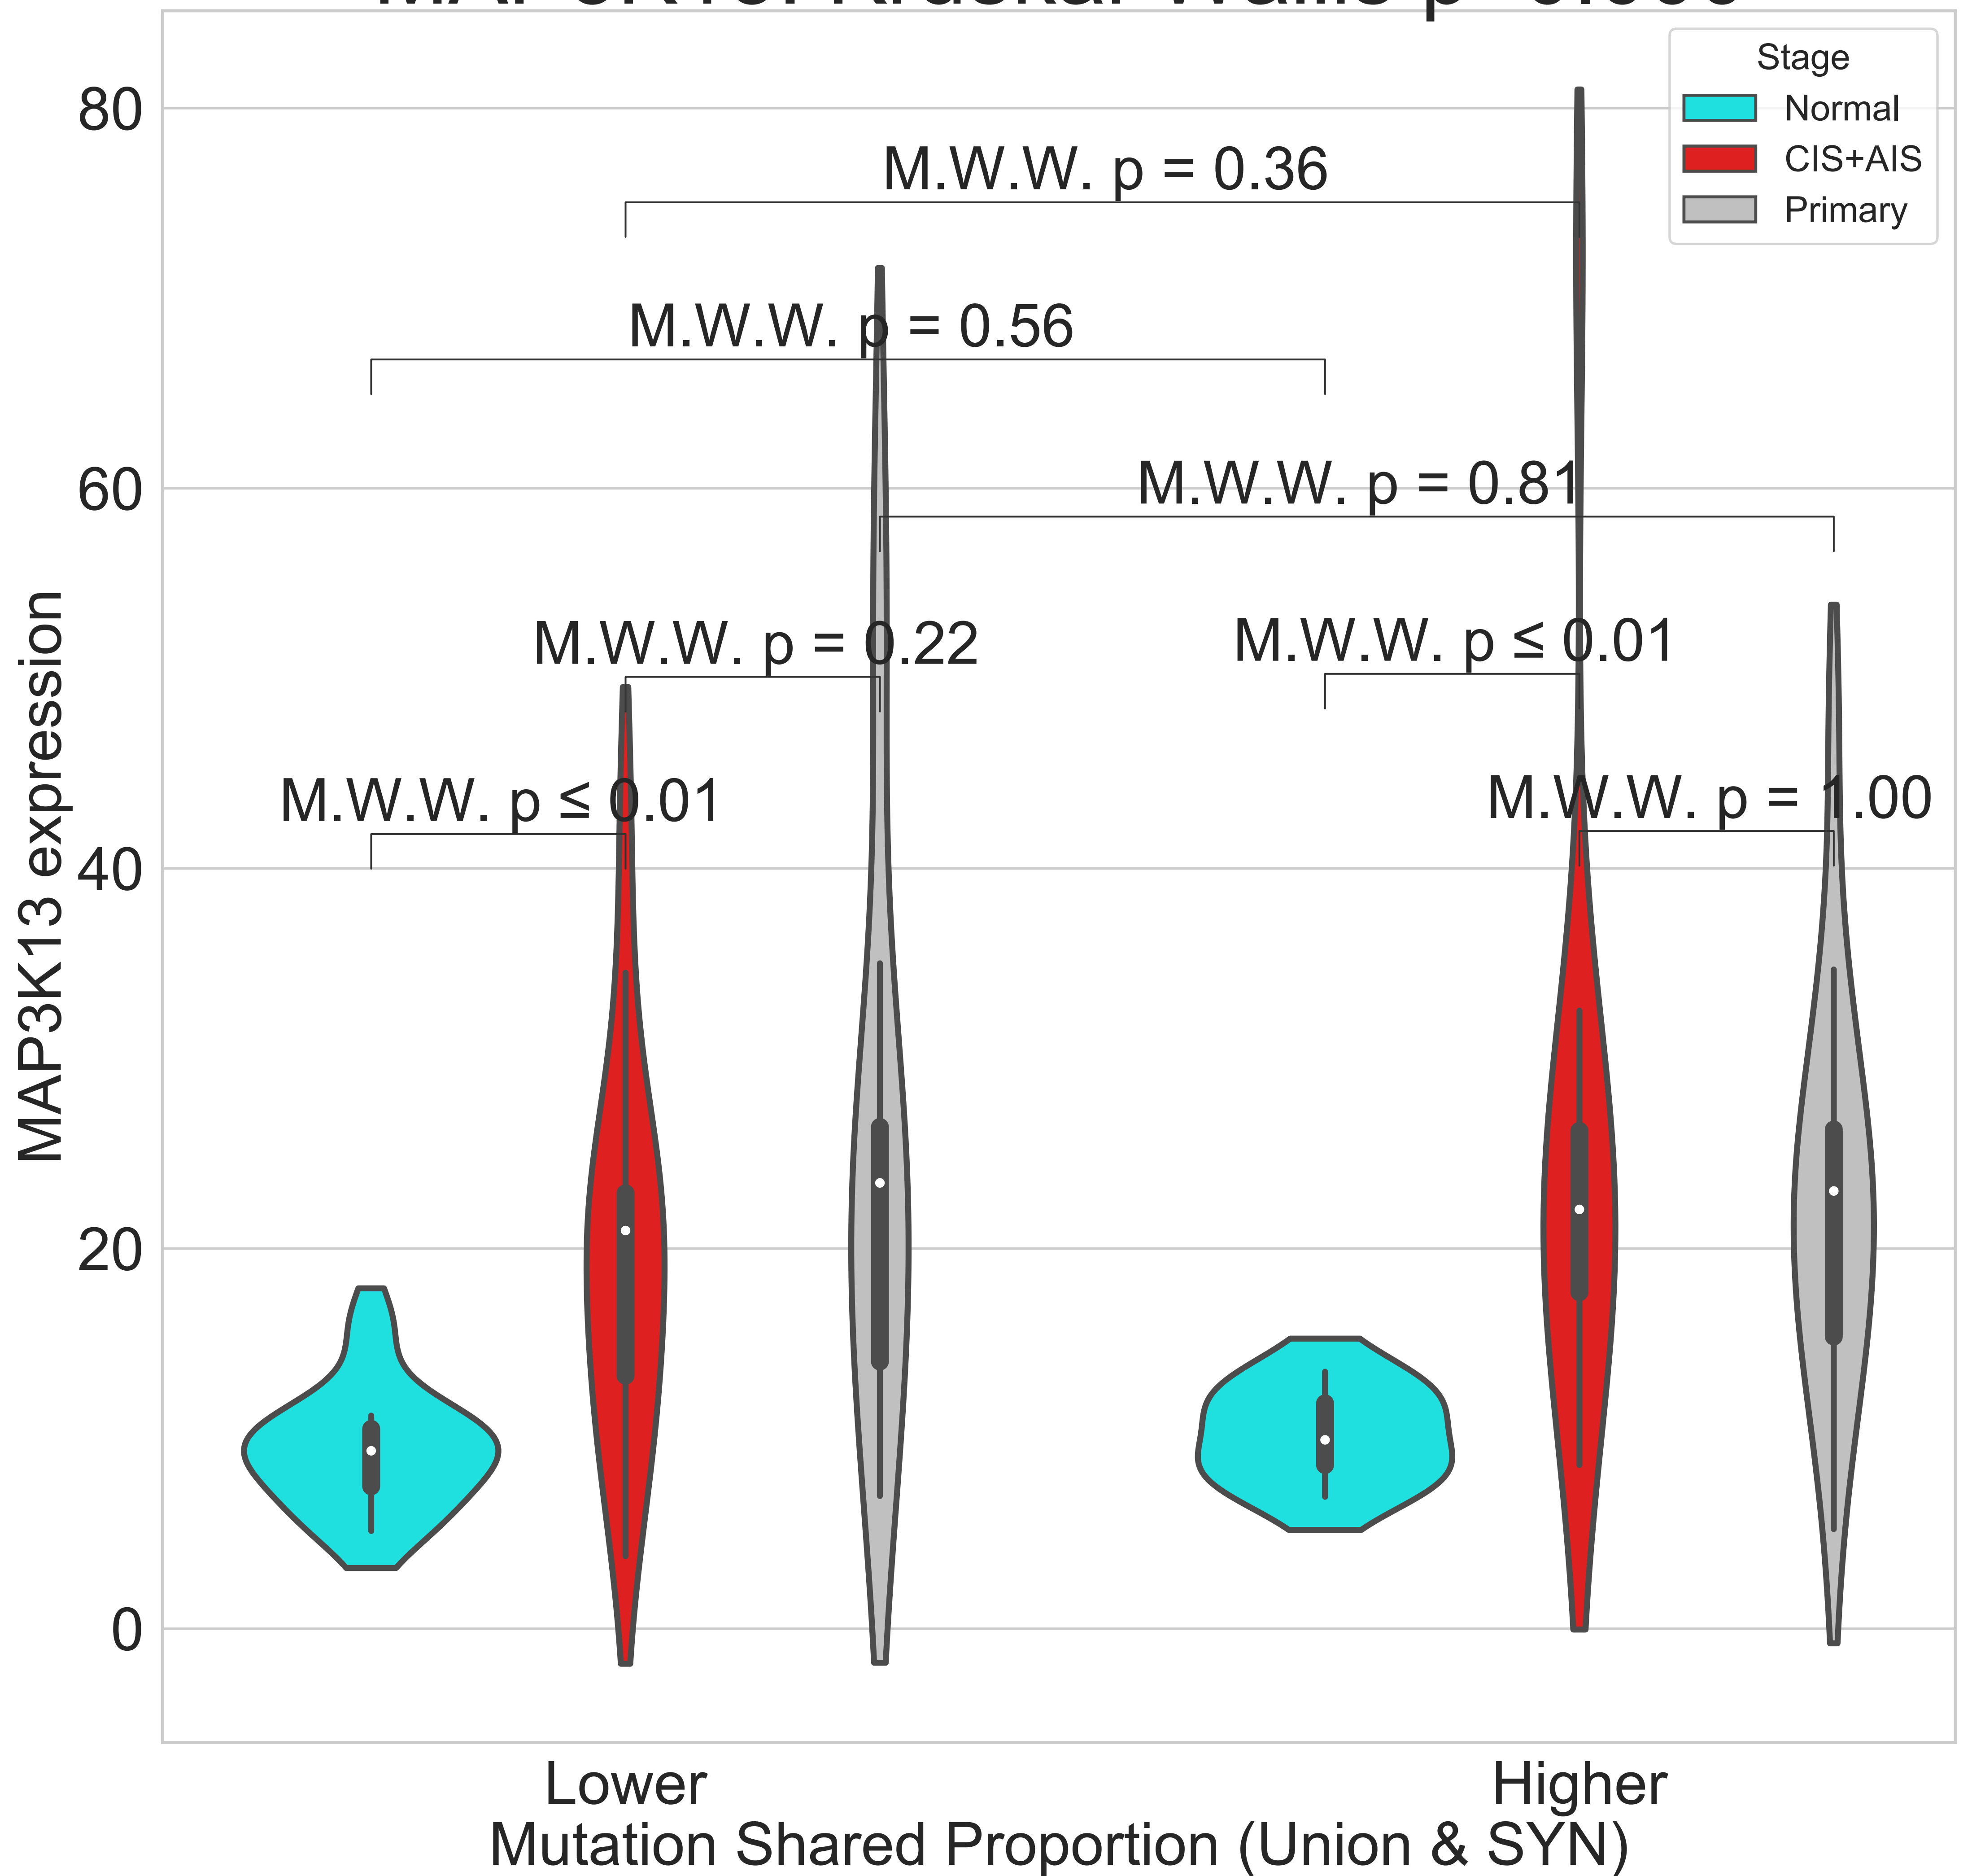 Stage
Normal
CIS+AIS
Primary
80
60
40
20
0
MAP3K13 expression
M.W.W. p = 0.36
M.W.W. p = 0.56
M.W.W. p = 0.81
M.W.W. p = 0.22
M.W.W. p ≤ 0.01
M.W.W. p ≤ 0.01
M.W.W. p = 1.00
Lower
Higher
Mutation Shared Proportion (Union & SYN)